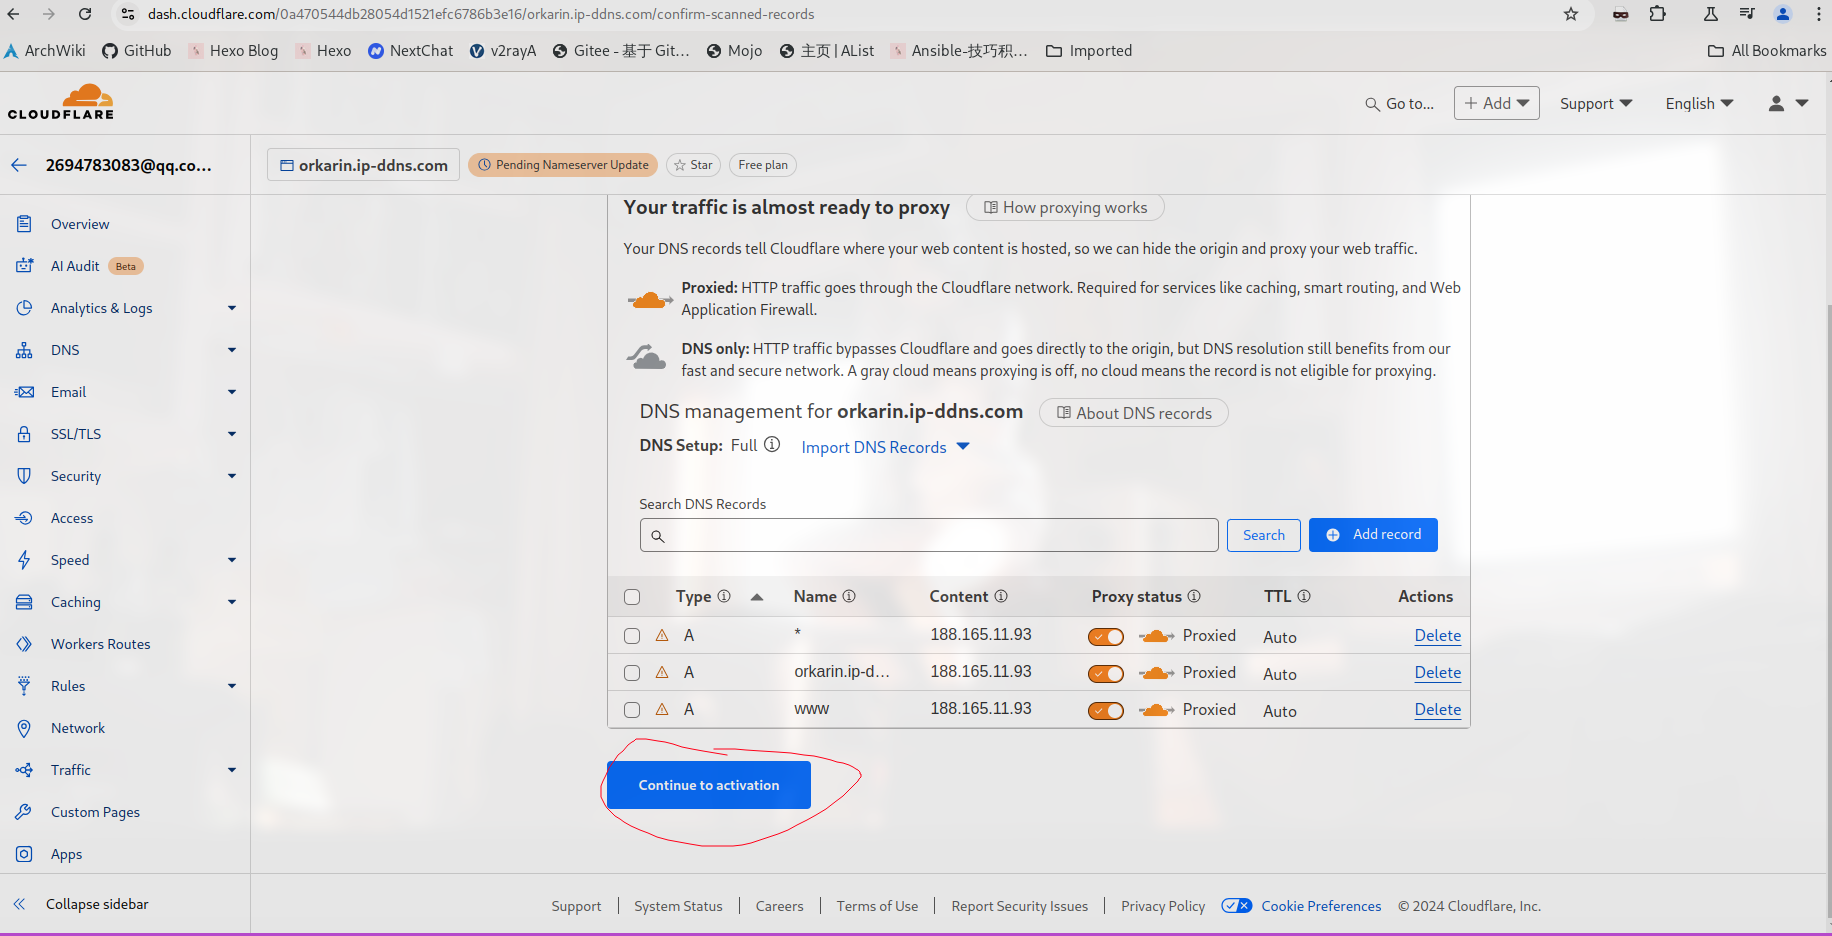 dash.cloudflare.com/0a470544db28054d1521efc6786b3e16/orkarin.ip-ddns.com/confirm-scanned-records
ArchWiki GitHub Hexo Blog Hexo NextChat v2rayA Gitee - 基于 Git... Mojo 主页 | AList Ansible-技巧积... Imported All Bookmarks
CLOUDFLARE Go to... + Add Support English
2694783083@qq.co... orkarin.ip-ddns.com Pending Nameserver Update Star Free plan
Overview
AI Audit Beta
Analytics & Logs
DNS
Email
SSL/TLS
Security
Access
Speed
Caching
Workers Routes
Rules
Network
Traffic
Custom Pages
Apps
Collapse sidebar
Your traffic is almost ready to proxy How proxying works
Your DNS records tell Cloudflare where your web content is hosted, so we can hide the origin and proxy your web traffic.
Proxied: HTTP traffic goes through the Cloudflare network. Required for services like caching, smart routing, and Web
Application Firewall.
DNS only: HTTP traffic bypasses Cloudflare and goes directly to the origin, but DNS resolution still benefits from our
fast and secure network. A gray cloud means proxying is off, no cloud means the record is not eligible for proxying.
DNS management for orkarin.ip-ddns.com About DNS records
DNS Setup: Full Import DNS Records
Search DNS Records
Search Add record
Type Name Content Proxy status TTL Actions
A * 188.165.11.93 Proxied Auto Delete
A orkarin.ip-d... 188.165.11.93 Proxied Auto Delete
A www 188.165.11.93 Proxied Auto Delete
Continue to activation
Support System Status Careers Terms of Use Report Security Issues Privacy Policy Cookie Preferences © 2024 Cloudflare, Inc.